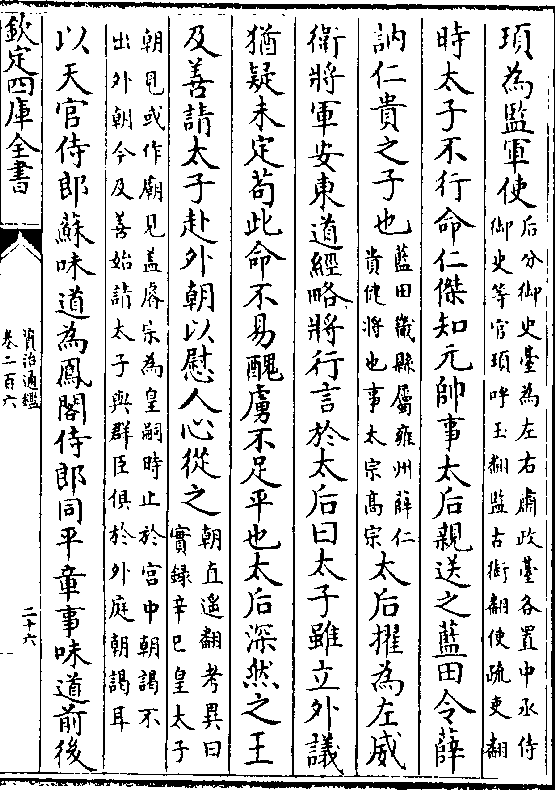 頊為監軍使后分御史臺為左右肅政臺各置中丞侍
御史等官頊吁玉翻監古銜翻使疏吏翻
時太子不行命仁傑知元帥事太后親送之藍田令薛
訥仁貴之子也藍田畿縣屬雍州薛仁
貴健將也事太宗高宗太后擢為左威
衛將軍安東道經略將行言於太后曰太子雖立外議
猶疑未定苟此命不易醜虜不足平也太后深然之王
及善請太子赴外朝以慰人心從之朝直遥翻考異曰
實録辛巳皇太子
朝見或作廟見盖睿宗為皇嗣時止於宫中朝謁不
出外朝今及善始請太子與群臣俱於外庭朝謁耳
以天官侍郎蘇味道為鳳閣侍郎同平章事味道前後
欽定四庫全書
資治通鑑
卷二百六
二十六